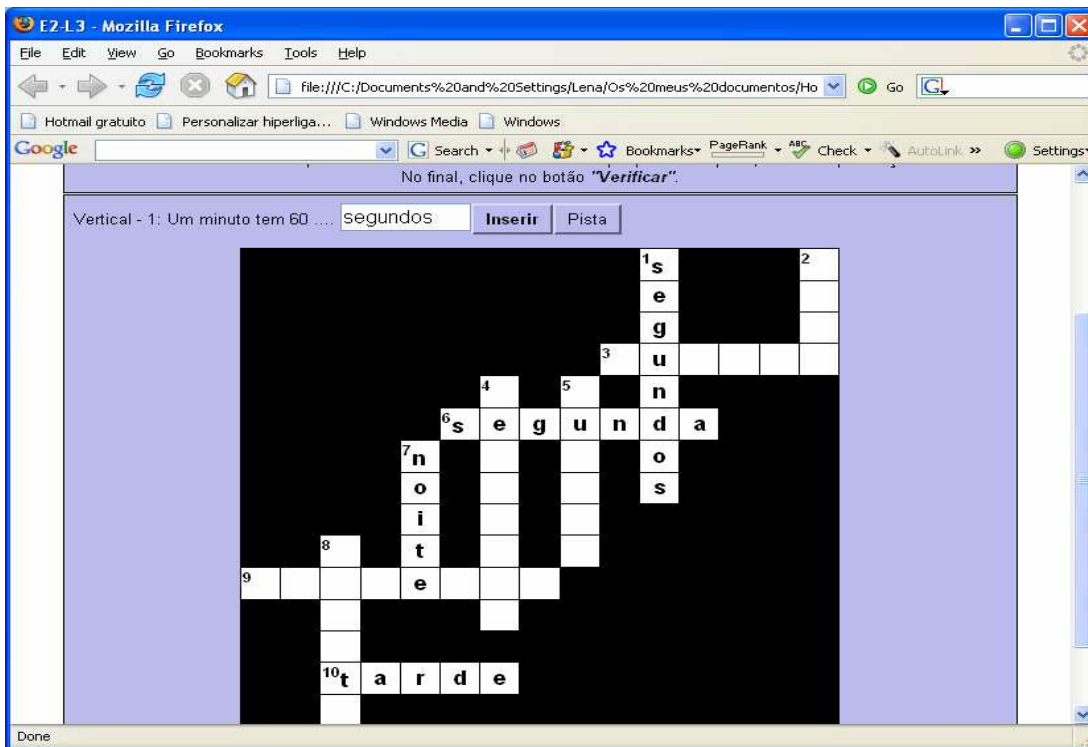 E2-L3 - Mozilla Firefox
File Edit View Go Bookmarks Tools Help
file:///C:/Documents%20and%20Settings/Lena/Os%20meus%20documentos/Ho Go G
Hotmail gratuito Personalizar hiperliga... Windows Media Windows
Google G Search Bookmarks PageRank ABC Check AutoLink » Settings
No final, clique no botão "Verificar".
Vertical - 1: Um minuto tem 60 .... segundos Inserir Pista
1 s 2
e
g
3 u
4 5 n
6 s e g u n d a
7 n o
o s
i
8 t
9 e
10 t a r d e
Done